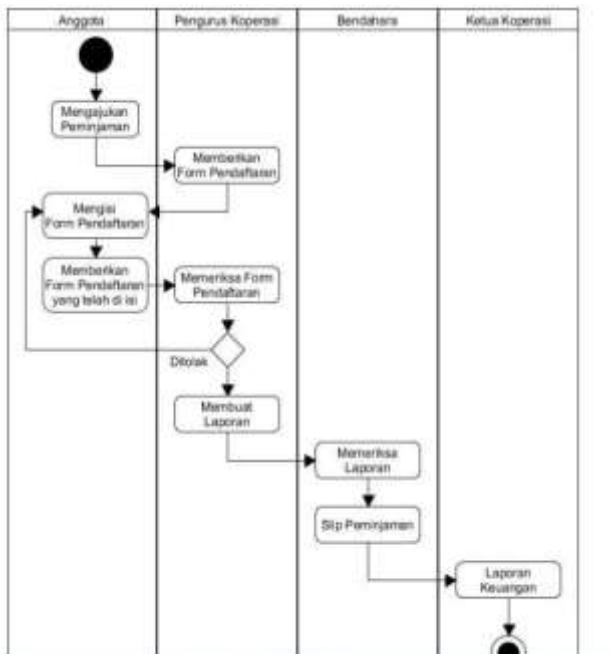 Anggota
Pengurus Koperasi
Bendahara
Ketua Koperasi
Mengajukan
Peminjaman
Memberikan
Form Pendaftaran
Mengisi
Form Pendaftaran
Memberikan
Form Pendaftaran
yang telah di isi
Memeriksa Form
Pendaftaran
Ditolak
Membuat
Laporan
Memeriksa
Laporan
Slip Peminjaman
Laporan
Keuangan